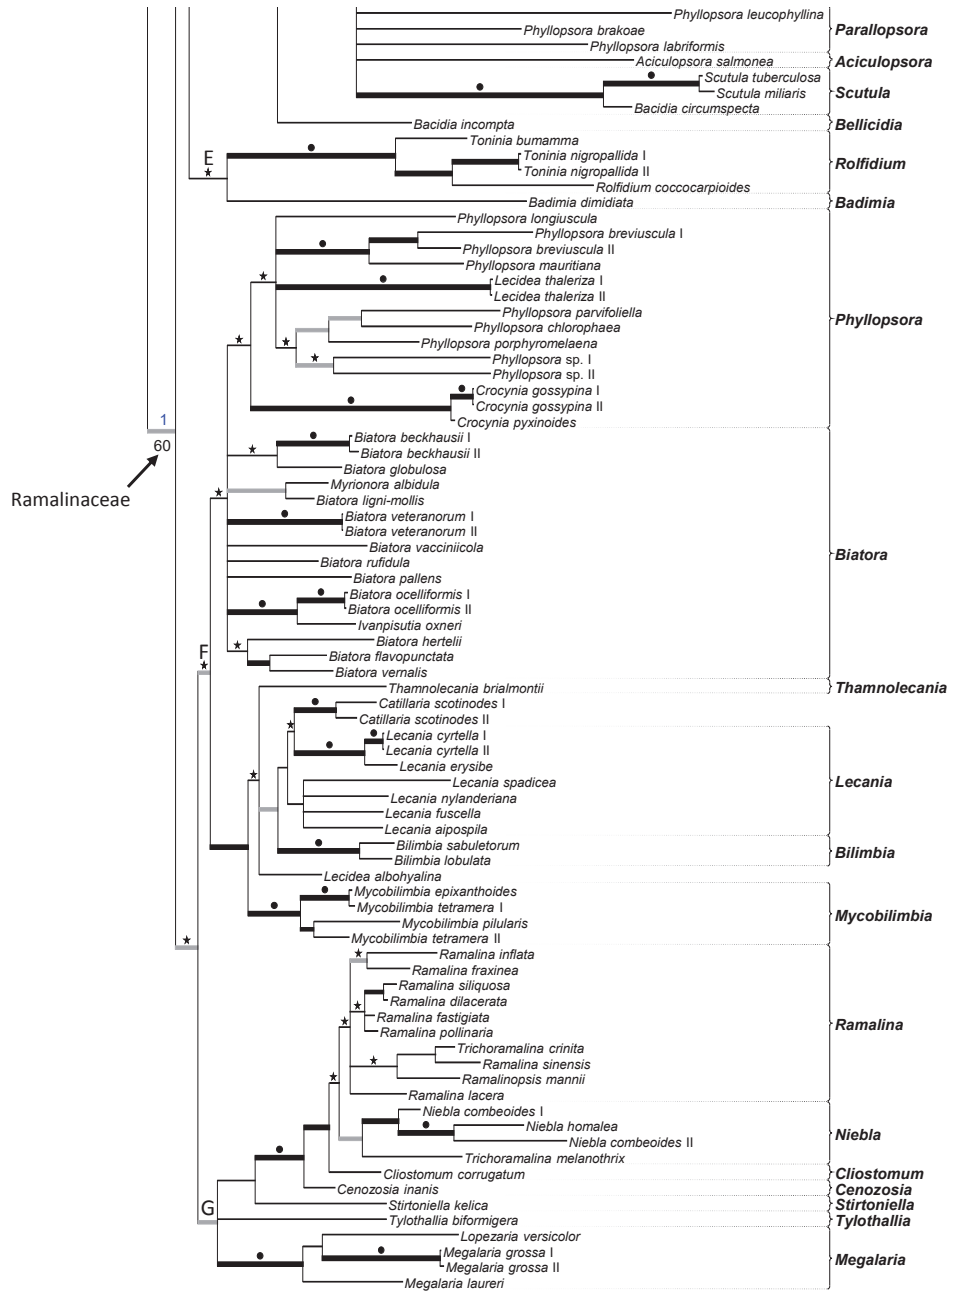 Phyllopsora leucophyllina
Phyllopsora brakoae
Parallopsora
Phyllopsora labriformis
Aciculopsora salmonea
Aciculopsora
Scutula tuberculosa
Scutula miliaris
Scutula
Bacidia circumspecta
Bacidia incompta
Bellicidia
Toninia bumamma
E
Toninia nigropallida I
Rolfidium
Toninia nigropallida II
Rolfidium coccocarpioides
Badimia dimidiata
Badimia
Phyllopsora longiuscula
Phyllopsora breviuscula I
Phyllopsora breviuscula II
Phyllopsora mauritiana
Lecidea thaleriza I
Lecidea thaleriza II
Phyllopsora parvifoliella
Phyllopsora
Phyllopsora chlorophaea
Phyllopsora porphyromelaena
Phyllopsora sp. I
Phyllopsora sp. II
Crocynia gossypina I
Crocynia gossypina II
Crocynia pyxinoides
1
60
Ramalinaceae
Biatora beckhausii I
Biatora beckhausii II
Biatora globulosa
Myrionora albidula
Biatora ligni-mollis
Biatora veteranorum I
Biatora veteranorum II
Biatora vacciniicola
Biatora
Biatora rufidula
Biatora pallens
Biatora ocelliformis I
Biatora ocelliformis II
Ivanpisutia oxneri
Biatora hertelii
F
Biatora flavopunctata
Biatora vernalis
Thamnolecania brialmontii
Thamnolecania
Catillaria scotinodes I
Catillaria scotinodes II
Lecania cyrtella I
Lecania cyrtella II
Lecania erysibe
Lecania spadicea
Lecania
Lecania nylanderiana
Lecania fuscella
Lecania aipospila
Bilimbia sabuletorum
Bilimbia
Bilimbia lobulata
Lecidea albohyalina
Mycobilimbia epixanthoides
Mycobilimbia tetramera I
Mycobilimbia
Mycobilimbia pilularis
Mycobilimbia tetramera II
Ramalina inflata
Ramalina fraxinea
Ramalina siliquosa
Ramalina dilacerata
Ramalina fastigiata
Ramalina
Ramalina pollinaria
Trichoramalina crinita
Ramalina sinensis
Ramalinopsis mannii
Ramalina lacera
Niebla combeoides I
Niebla homalea
Niebla
Niebla combeoides II
Trichoramalina melanothrix
Cliostomum corrugatum
Cliostomum
Cenozosia inanis
Cenozosia
G
Stirtoniella kelica
Stirtoniella
Tylothallia biformigera
Tylothallia
Lopezaria versicolor
Megalaria grossa I
Megalaria
Megalaria grossa II
Megalaria laureri